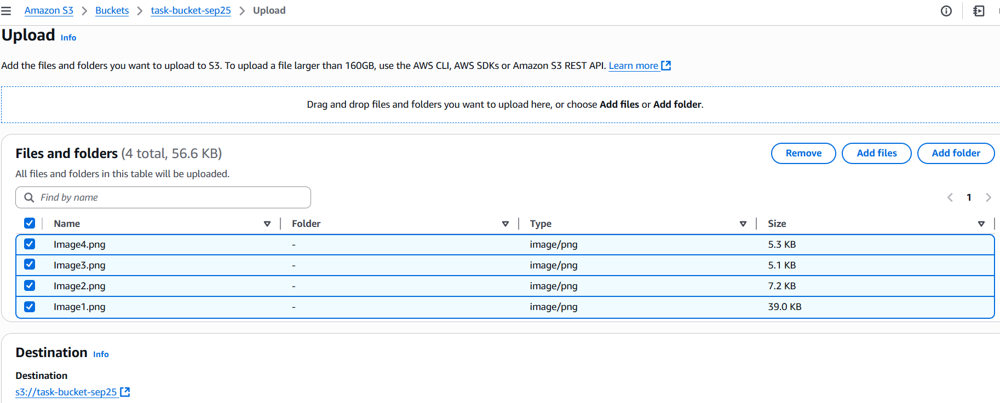 Amazon S3 > Buckets > task-bucket-sep25 > Upload
Upload Info
Add the files and folders you want to upload to S3. To upload a file larger than 160GB, use the AWS CLI, AWS SDKs or Amazon S3 REST API. Learn more
Drag and drop files and folders you want to upload here, or choose Add files or Add folder.
Files and folders (4 total, 56.6 KB)
Remove Add files Add folder
All files and folders in this table will be uploaded.
Find by name
1
Name Folder Type Size
Image4.png - image/png 5.3 KB
Image3.png - image/png 5.1 KB
Image2.png - image/png 7.2 KB
Image1.png - image/png 39.0 KB
Destination Info
Destination
s3://task-bucket-sep25